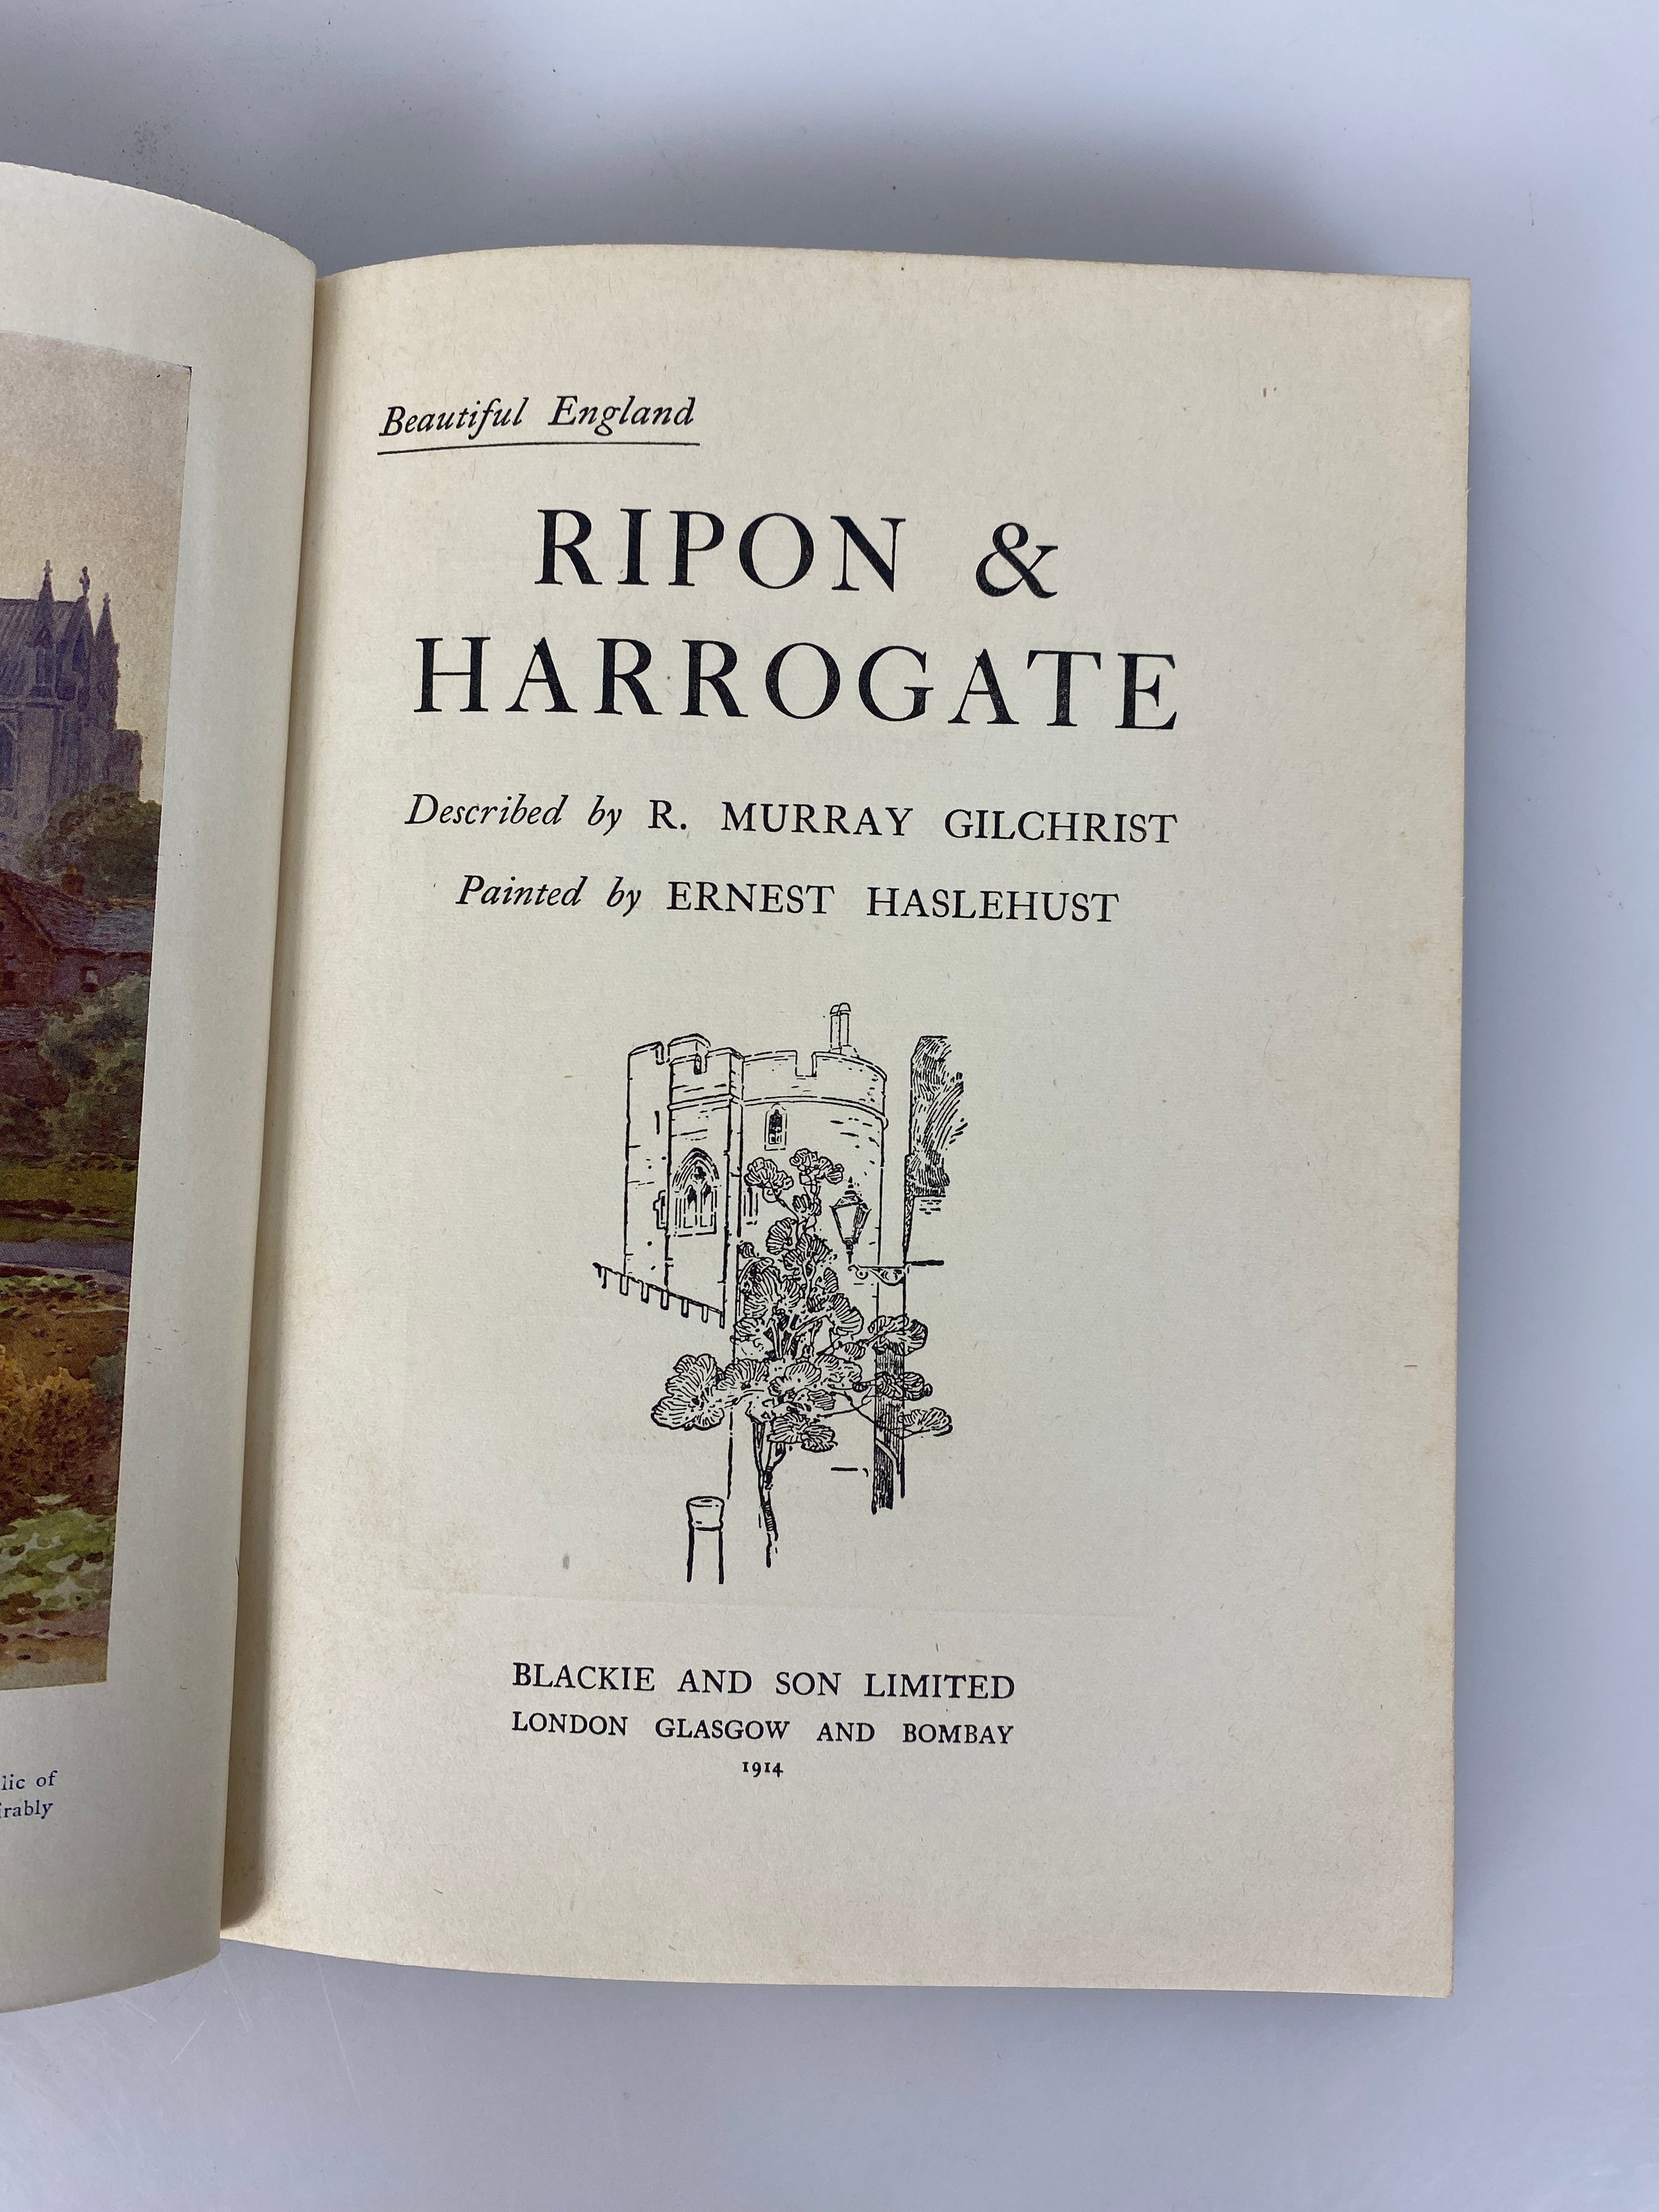 lic of
irably
Beautiful England
RIPON &
HARROGATE
Described by R. MURRAY GILCHRIST
Painted by ERNEST HASLEHUST
BLACKIE AND SON LIMITED
LONDON GLASGOW AND BOMBAY
1914